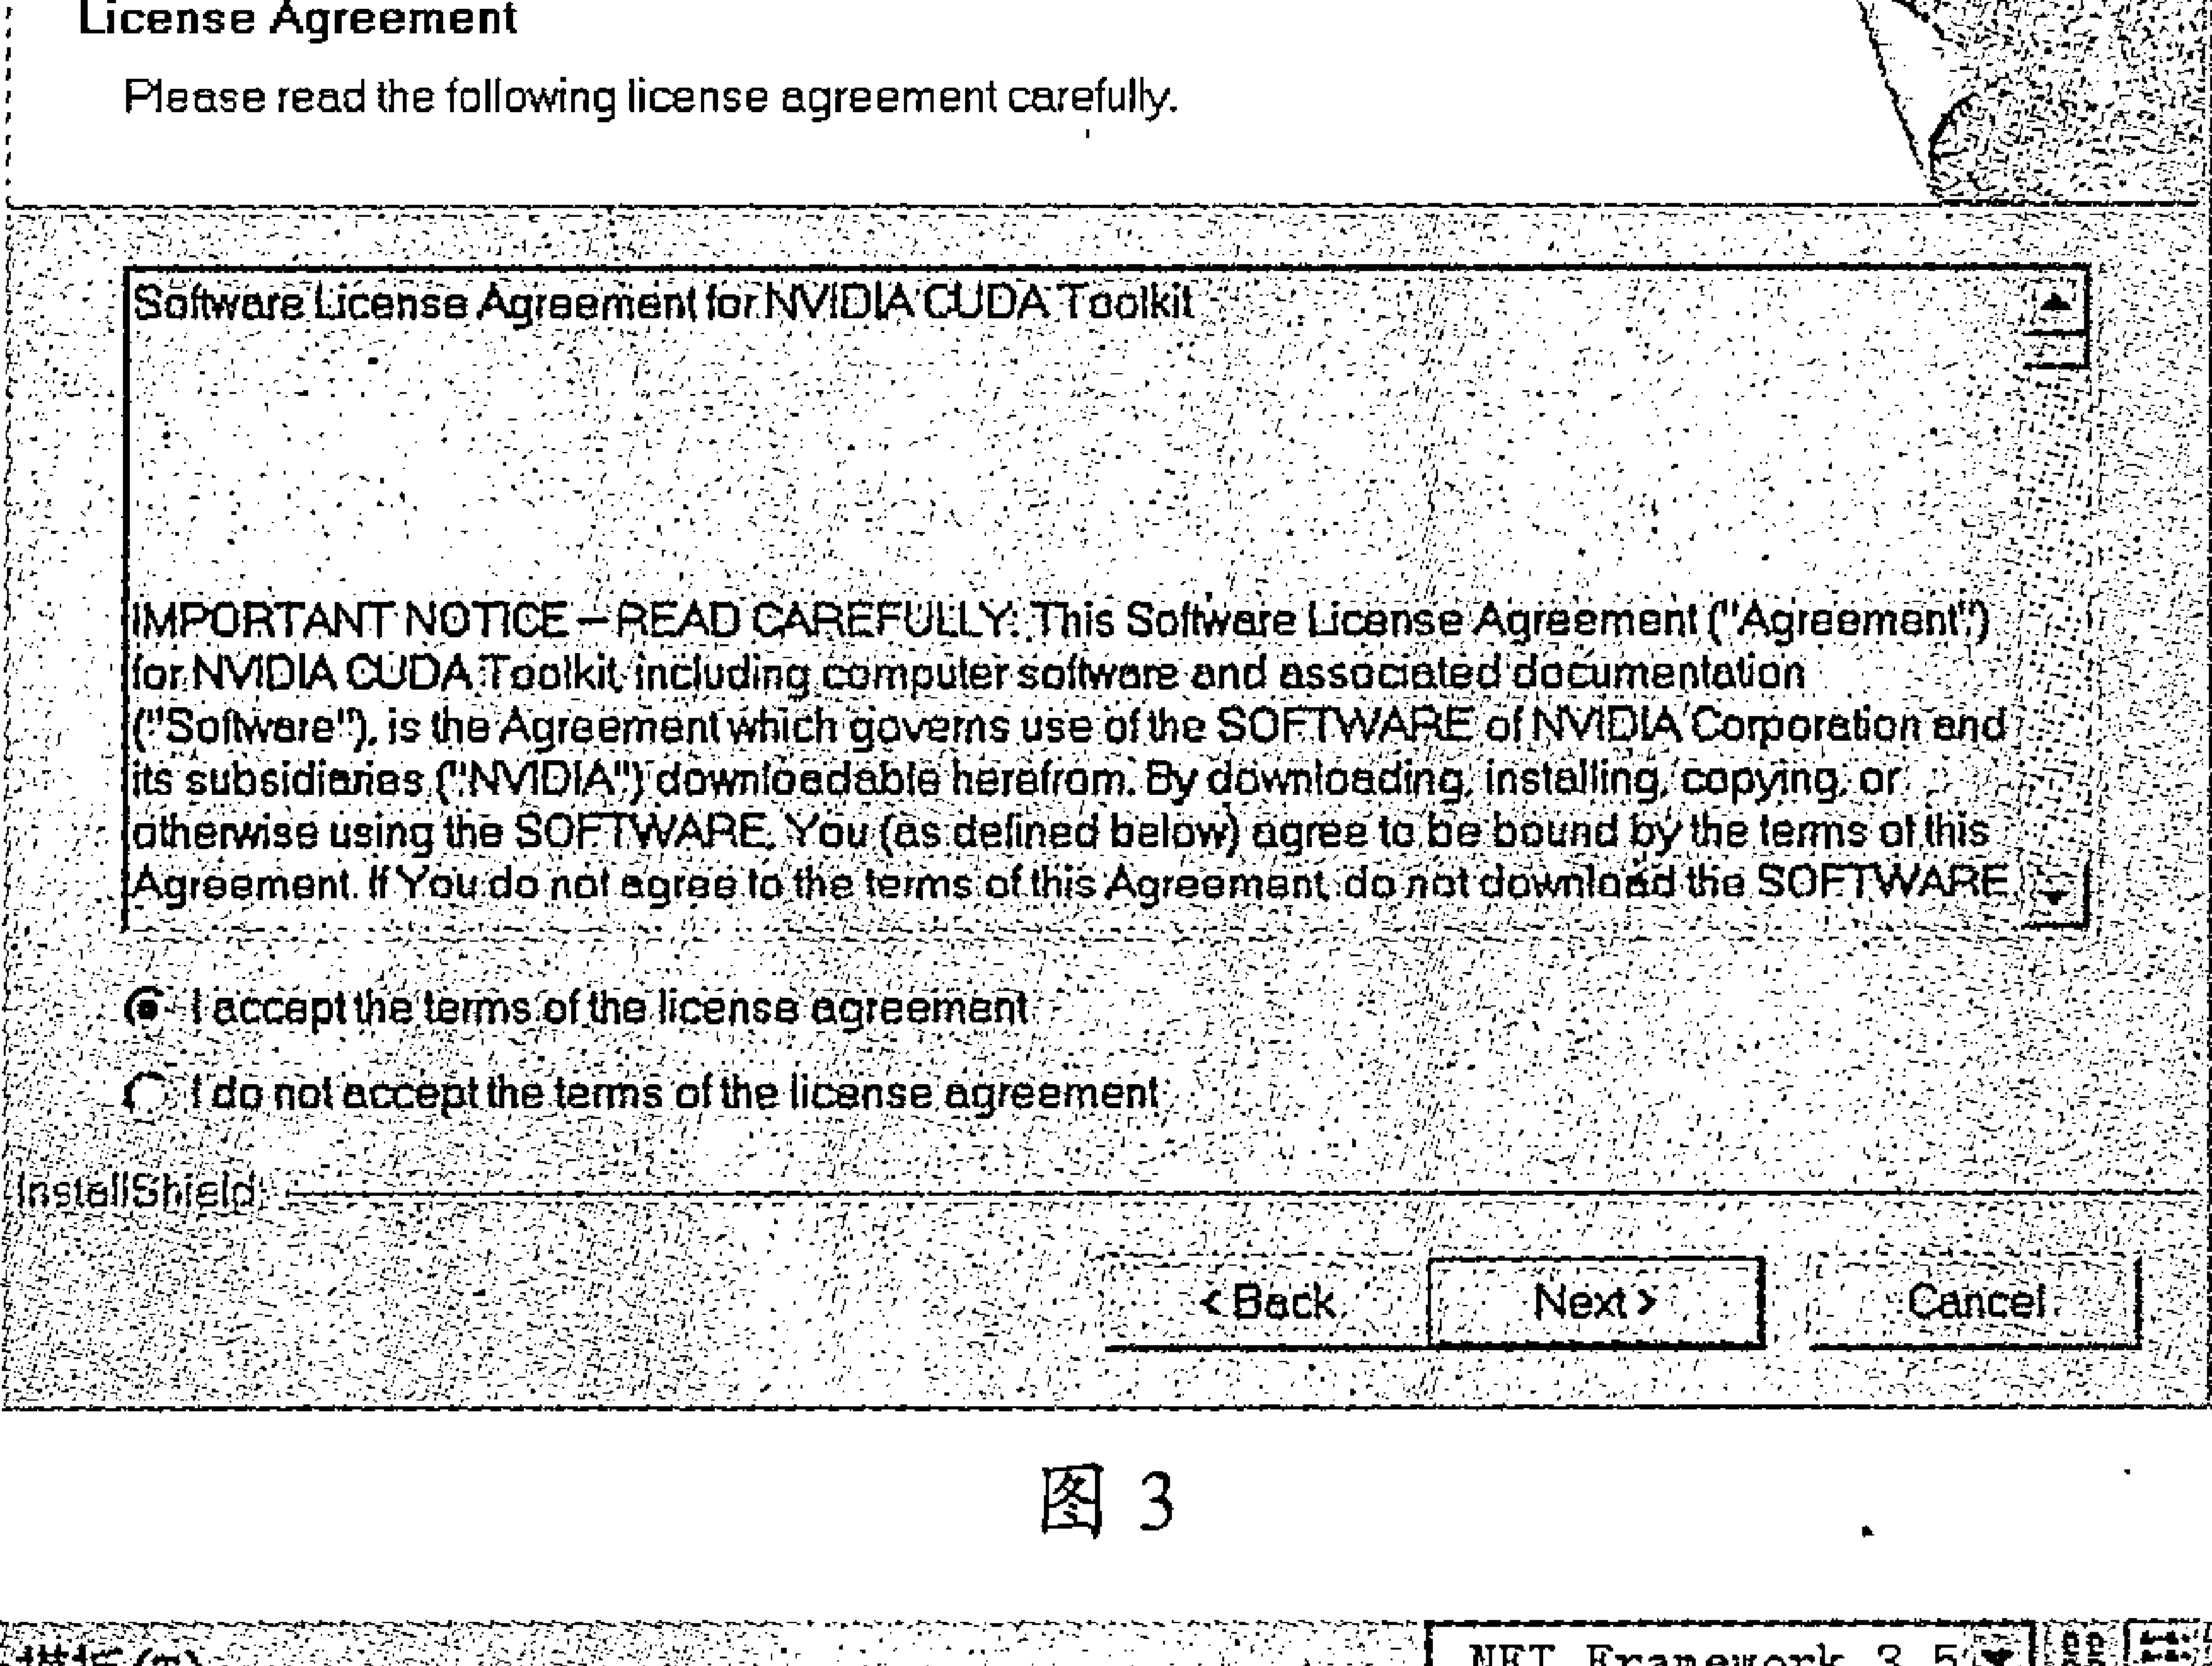 License Agreement
Please read the following license agreement carefully.
Software License Agreement for NVIDIA CUDA Toolkit
IMPORTANT NOTICE – READ CAREFULLY: This Software License Agreement ("Agreement")
for NVIDIA CUDA Toolkit, including computer software and associated documentation
("Software"), is the Agreement which governs use of the SOFTWARE of NVIDIA Corporation and
its subsidiaries ("NVIDIA") downloadable herefrom. By downloading, installing, copying, or
otherwise using the SOFTWARE, You (as defined below) agree to be bound by the terms of this
Agreement. If You do not agree to the terms of this Agreement, do not download the SOFTWARE.
I accept the terms of the license agreement
I do not accept the terms of the license agreement
InstallShield
< Back Next > Cancel
图 3
NET Framework 3.5